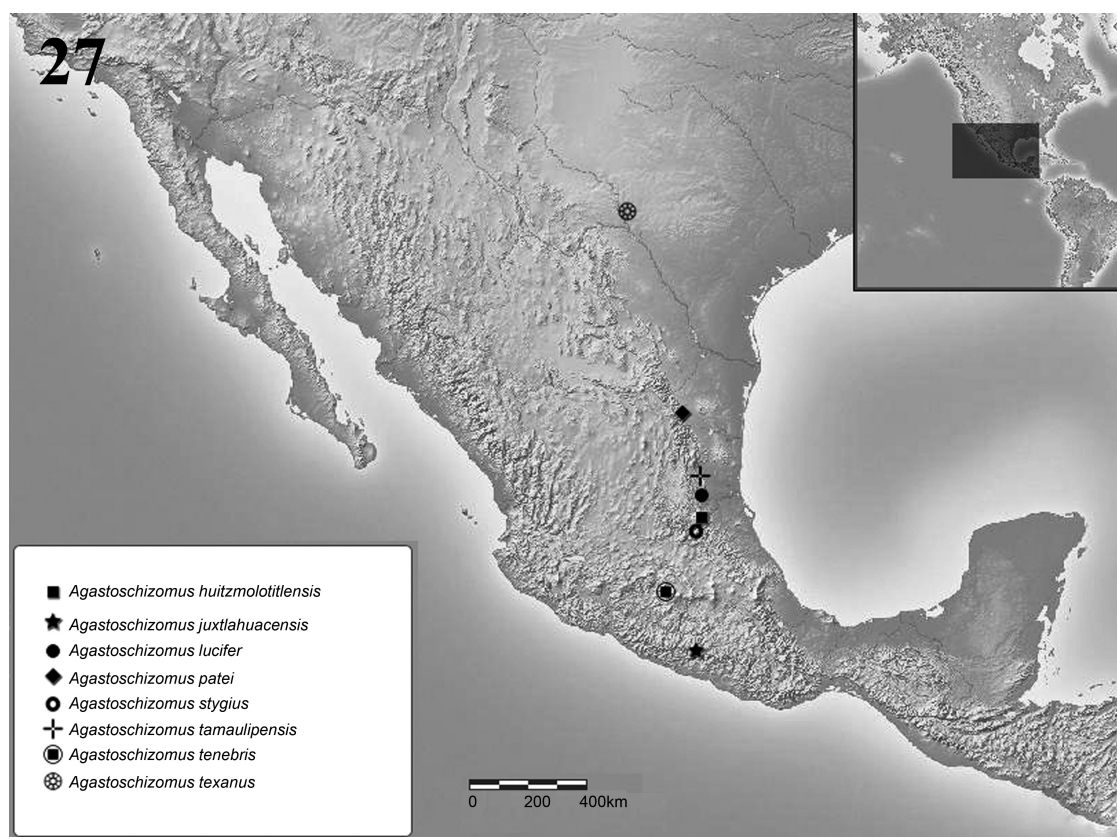 27
Agastoschizomus huitzmolotitlensis
Agastoschizomus juxtlahuacensis
Agastoschizomus lucifer
Agastoschizomus patei
Agastoschizomus stygius
Agastoschizomus tamaulipensis
Agastoschizomus tenebris
Agastoschizomus texanus
0 200 400km